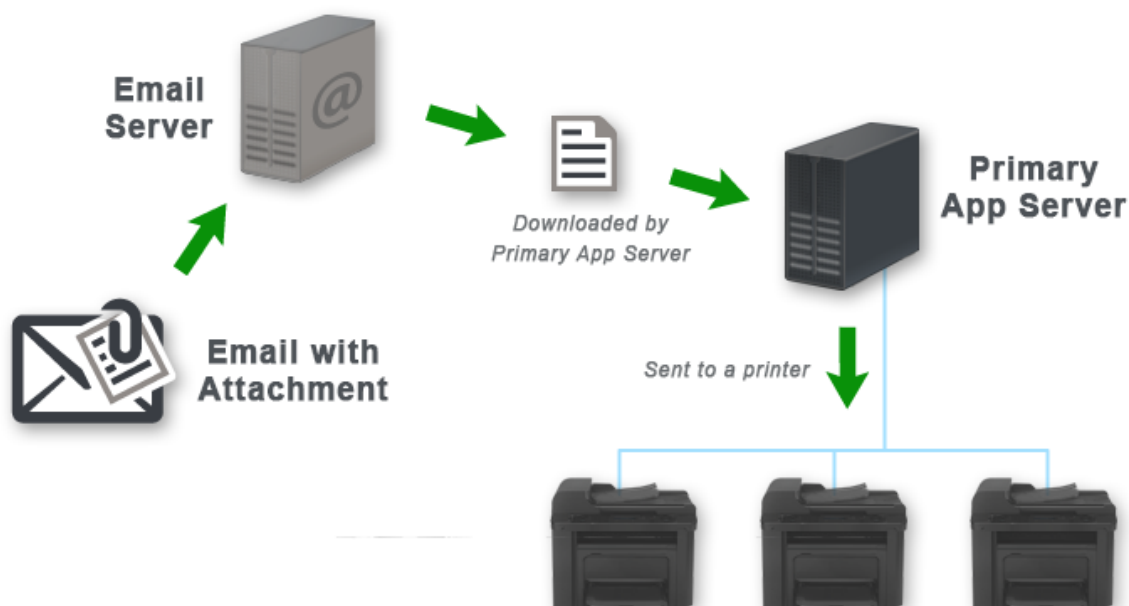 Email
Server
@
Downloaded by
Primary App Server
Primary
App Server
Email with
Attachment
Sent to a printer